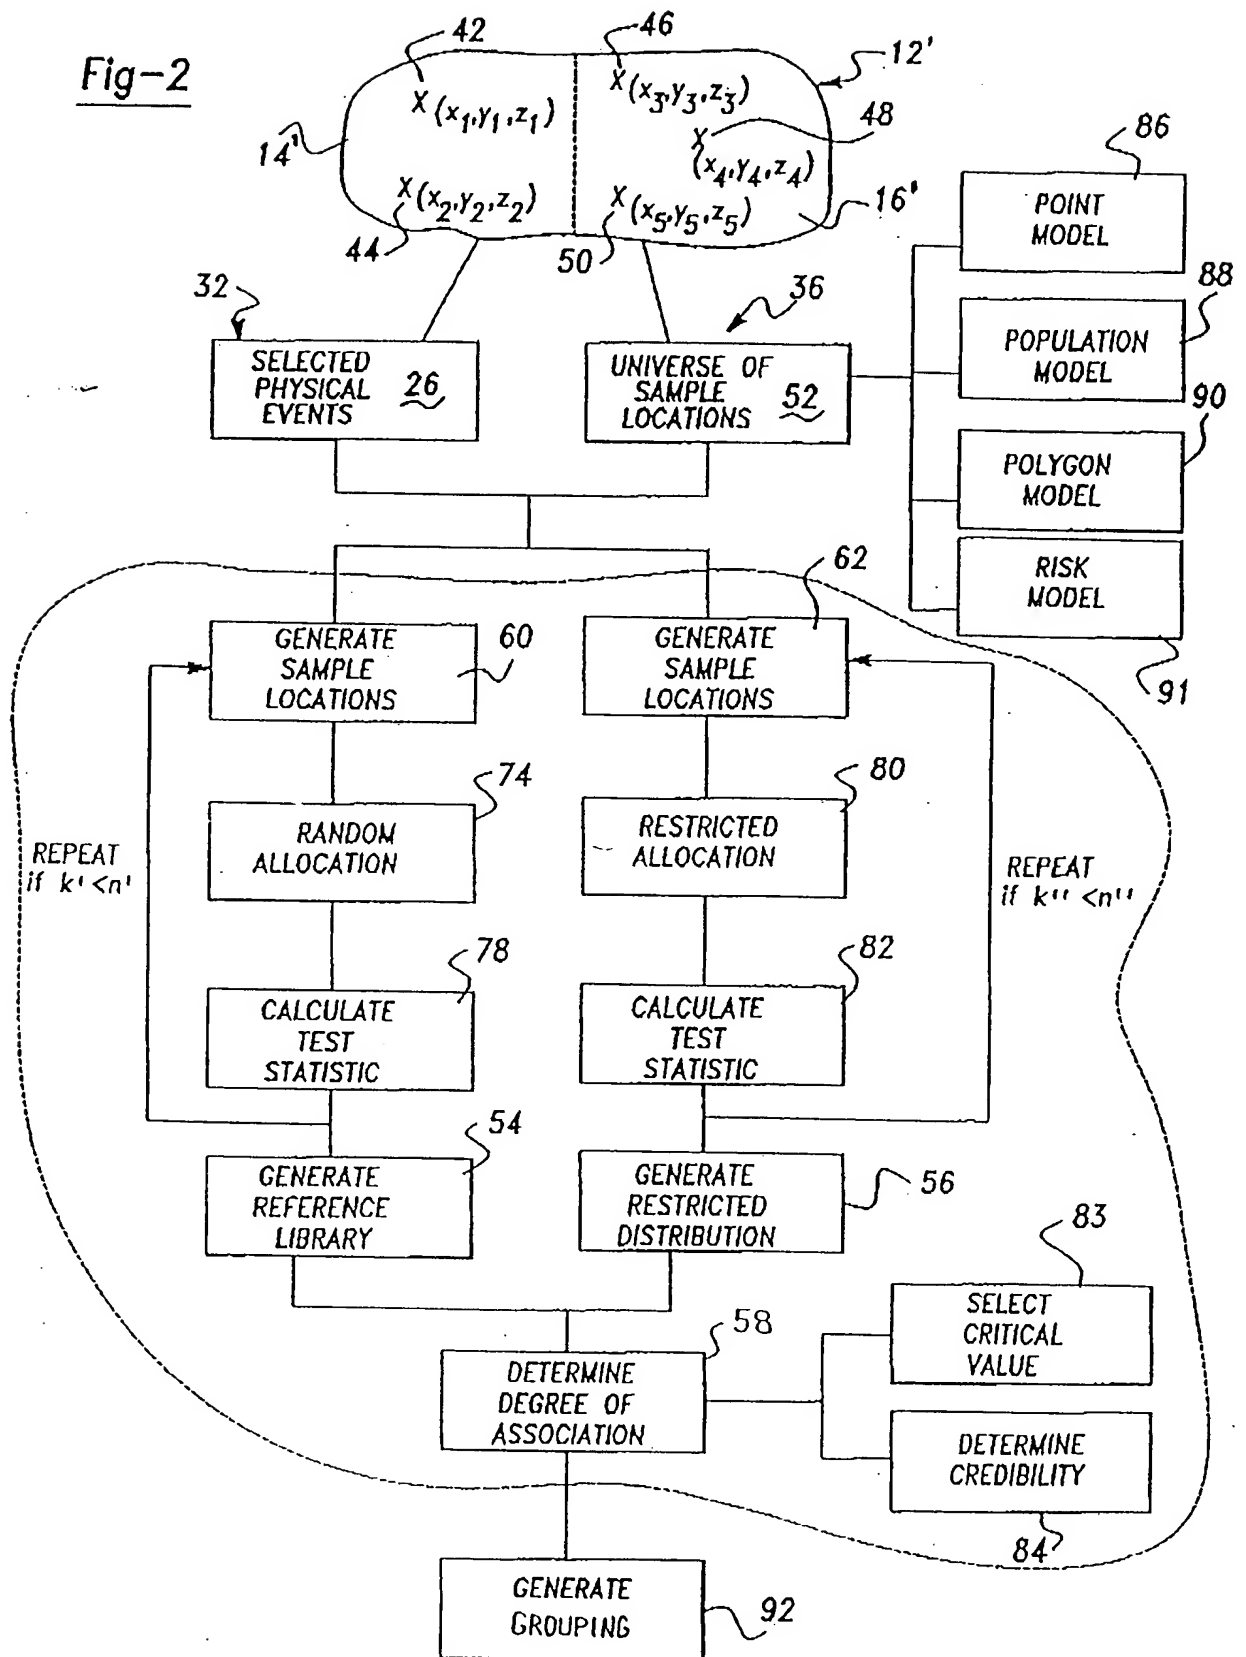 Fig-2
42
46
12'
X (x1,y1,z1)
X (x3,y3,z3)
14'
X
48
(x4,y4,z4)
X (x2,y2,z2)
X (x5,y5,z5)
16'
44
50
86
POINT
MODEL
32
36
88
SELECTED
PHYSICAL
EVENTS
26
UNIVERSE OF
SAMPLE
LOCATIONS
52
POPULATION
MODEL
90
POLYGON
MODEL
62
RISK
MODEL
91
GENERATE
SAMPLE
LOCATIONS
60
GENERATE
SAMPLE
LOCATIONS
74
80
RANDOM
ALLOCATION
RESTRICTED
ALLOCATION
REPEAT
if k' <n'
REPEAT
if k'' <n''
78
82
CALCULATE
TEST
STATISTIC
CALCULATE
TEST
STATISTIC
54
GENERATE
REFERENCE
LIBRARY
GENERATE
RESTRICTED
DISTRIBUTION
56
83
SELECT
CRITICAL
VALUE
58
DETERMINE
DEGREE OF
ASSOCIATION
DETERMINE
CREDIBILITY
84
GENERATE
GROUPING
92